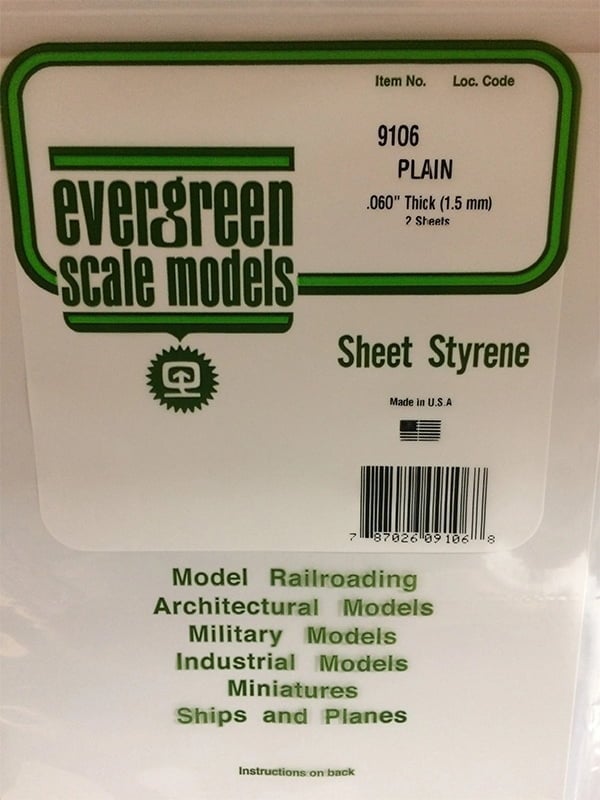 Item No. Loc. Code
9106
PLAIN
.060" Thick (1.5 mm)
2 Sheets
evergreen
scale models
Sheet Styrene
Made in U.S.A
7 87026 09106 8
Model Railroading
Architectural Models
Military Models
Industrial Models
Miniatures
Ships and Planes
Instructions on back